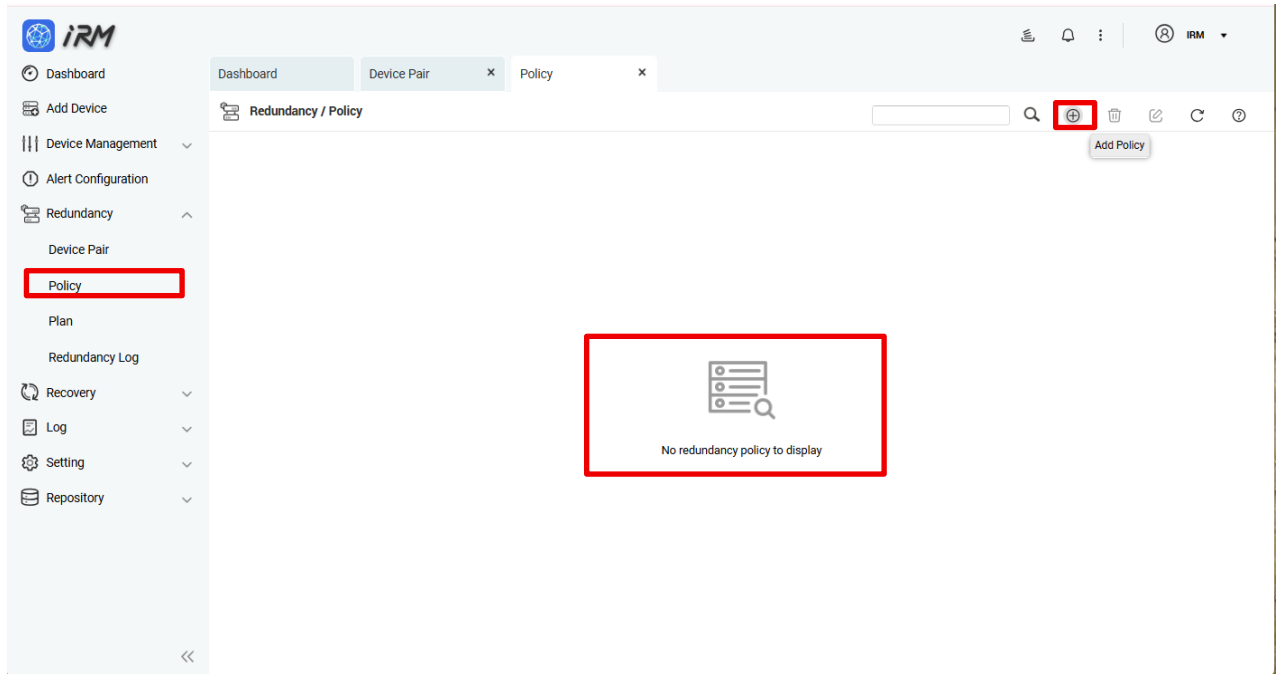 iRM
IRM
Dashboard
Add Device
Device Management
Alert Configuration
Redundancy
Device Pair
Policy
Plan
Redundancy Log
Recovery
Log
Setting
Repository
Dashboard
Device Pair
Policy
Redundancy / Policy
Add Policy
No redundancy policy to display